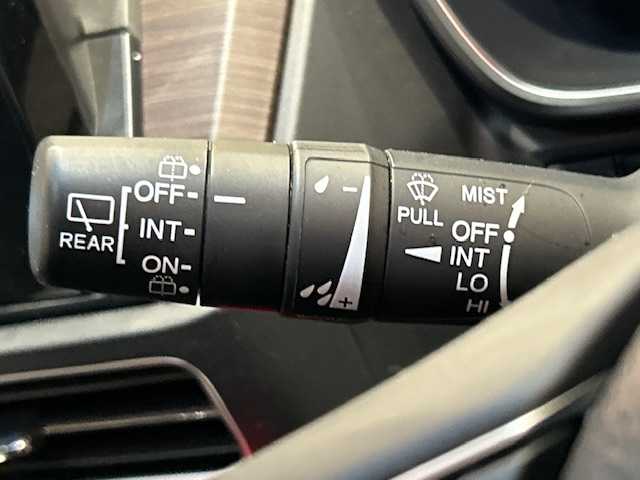 REAR
OFF
INT
ON
−
+
PULL
MIST
OFF
INT
LO
HI